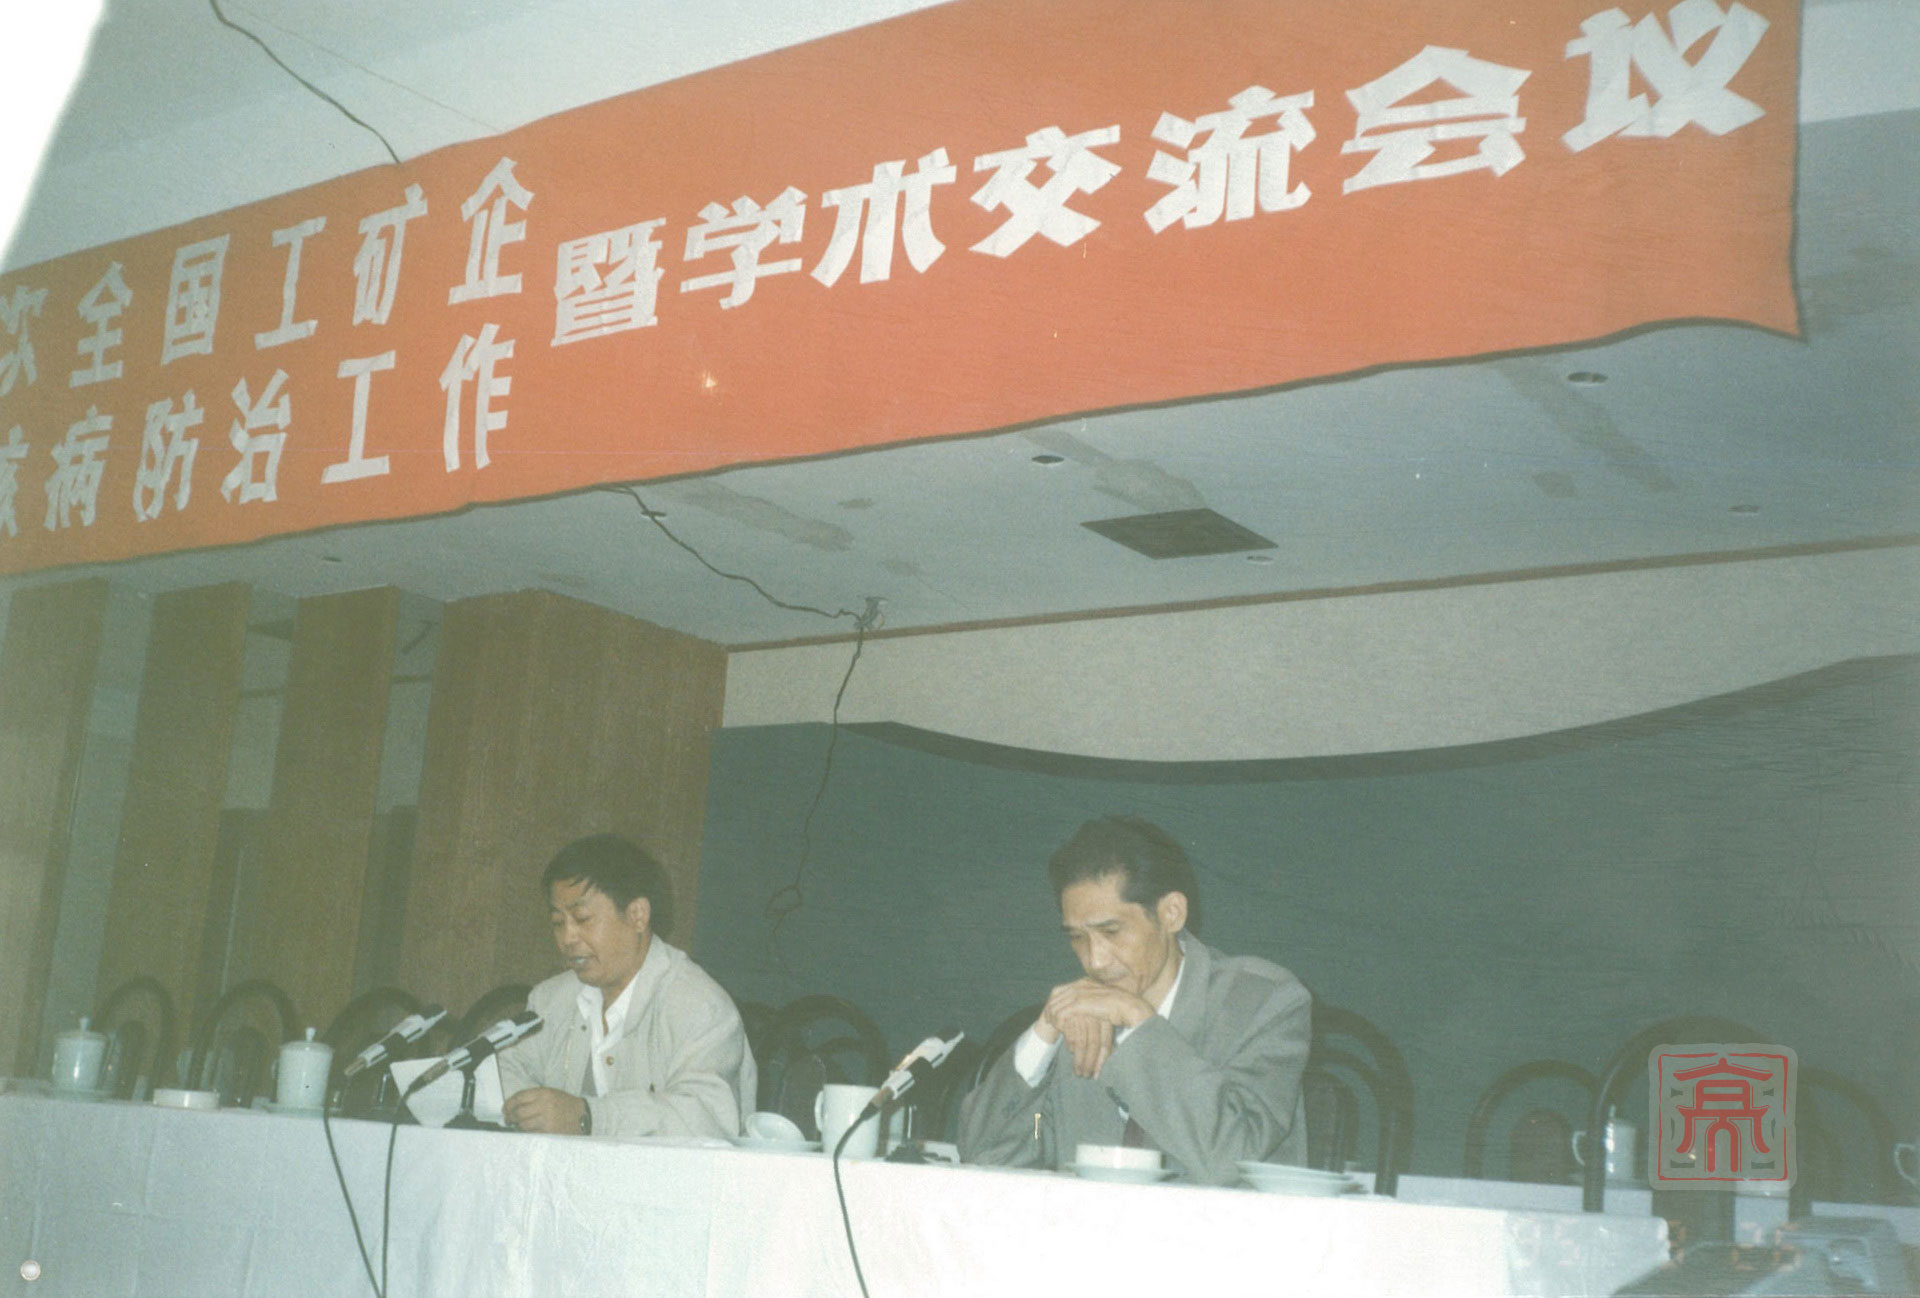 次全国工矿企
核病防治工作
暨学术交流会议